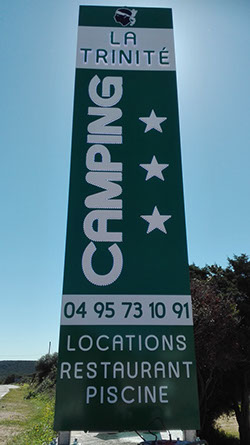 LA
TRINITÉ
CAMPING
04 95 73 10 91
LOCATIONS
RESTAURANT
PISCINE